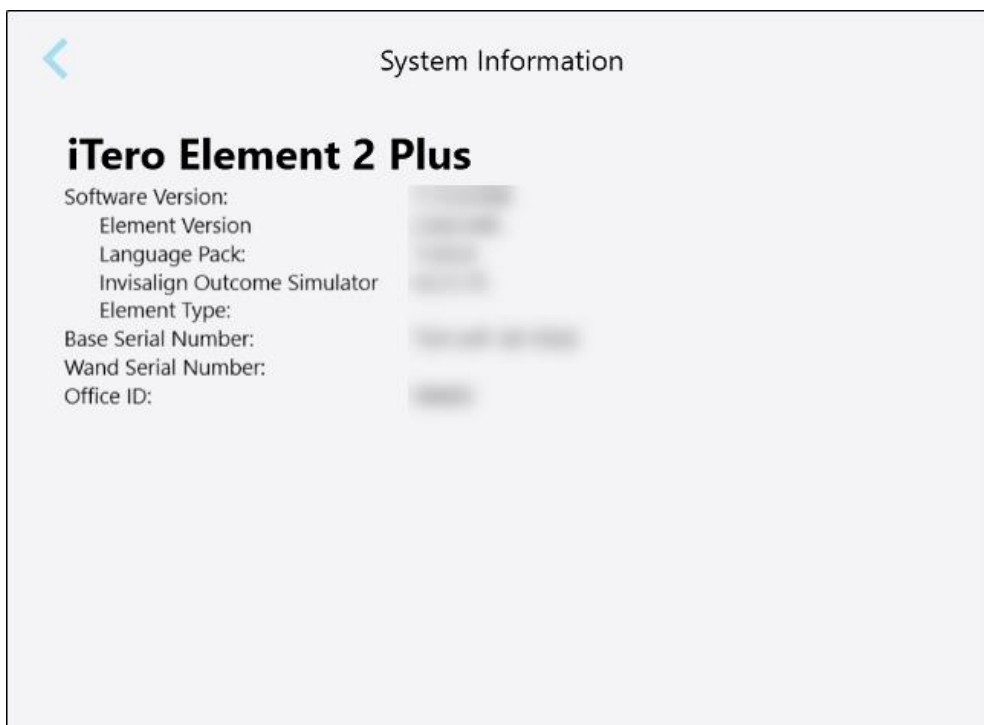 System Information
iTero Element 2 Plus
Software Version:
Element Version
Language Pack:
Invisalign Outcome Simulator
Element Type:
Base Serial Number:
Wand Serial Number:
Office ID: